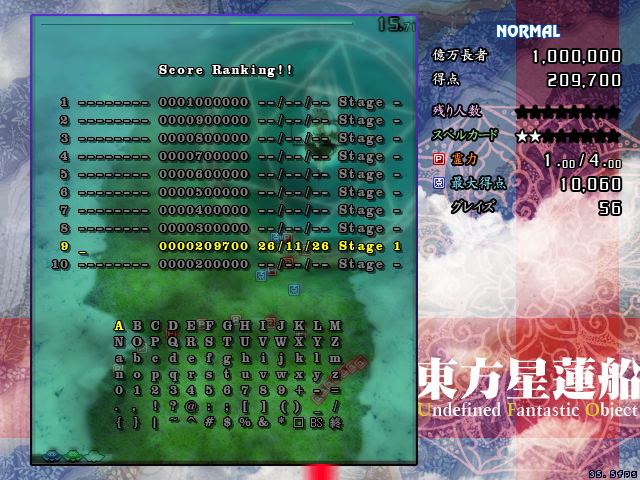 15.71
NORMAL
億万長者 1,000,000
得点 209,700
残り人数
スペルカード
P 霊力 1.00/4.00
最大得点 10,060
グレイズ 56
Score Ranking!!
1 -------- 0001000000 --/--/-- Stage -
2 -------- 0000900000 --/--/-- Stage -
3 -------- 0000800000 --/--/-- Stage -
4 -------- 0000700000 --/--/-- Stage -
5 -------- 0000600000 --/--/-- Stage -
6 -------- 0000500000 --/--/-- Stage -
7 -------- 0000400000 --/--/-- Stage -
8 -------- 0000300000 --/--/-- Stage -
9 _ 0000209700 26/11/26 Stage 1
10 -------- 0000200000 --/--/-- Stage -
A B C D E F G H I J K L M
N O P Q R S T U V W X Y Z
a b c d e f g h i j k l m
n o p q r s t u v w x y z
0 1 2 3 4 5 6 7 8 9 + - =
. , ! ? @ : ; [ ] ( ) _ /
{ } | ~ ^ # $ % & * □ BS 終
東方星蓮船
Undefined Fantastic Object
35.5fps